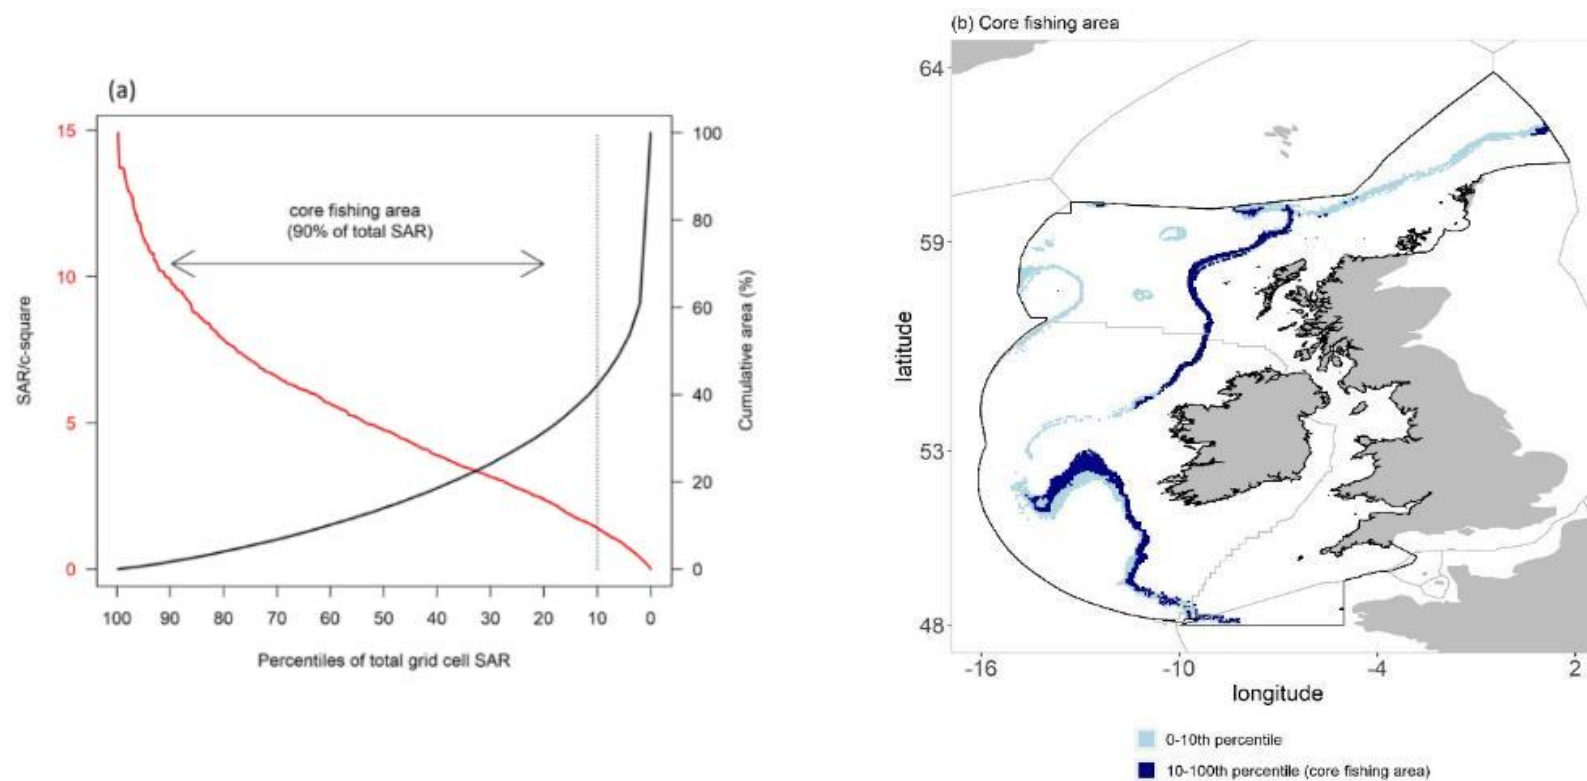 (a)
15
10
5
0
SAR/c-square
core fishing area
(90% of total SAR)
100
80
60
40
20
0
Cumulative area (%)
100 90 80 70 60 50 40 30 20 10 0
Percentiles of total grid cell SAR
(b) Core fishing area
64
59
53
48
latitude
-16 -10 -4 2
longitude
0-10th percentile
10-100th percentile (core fishing area)